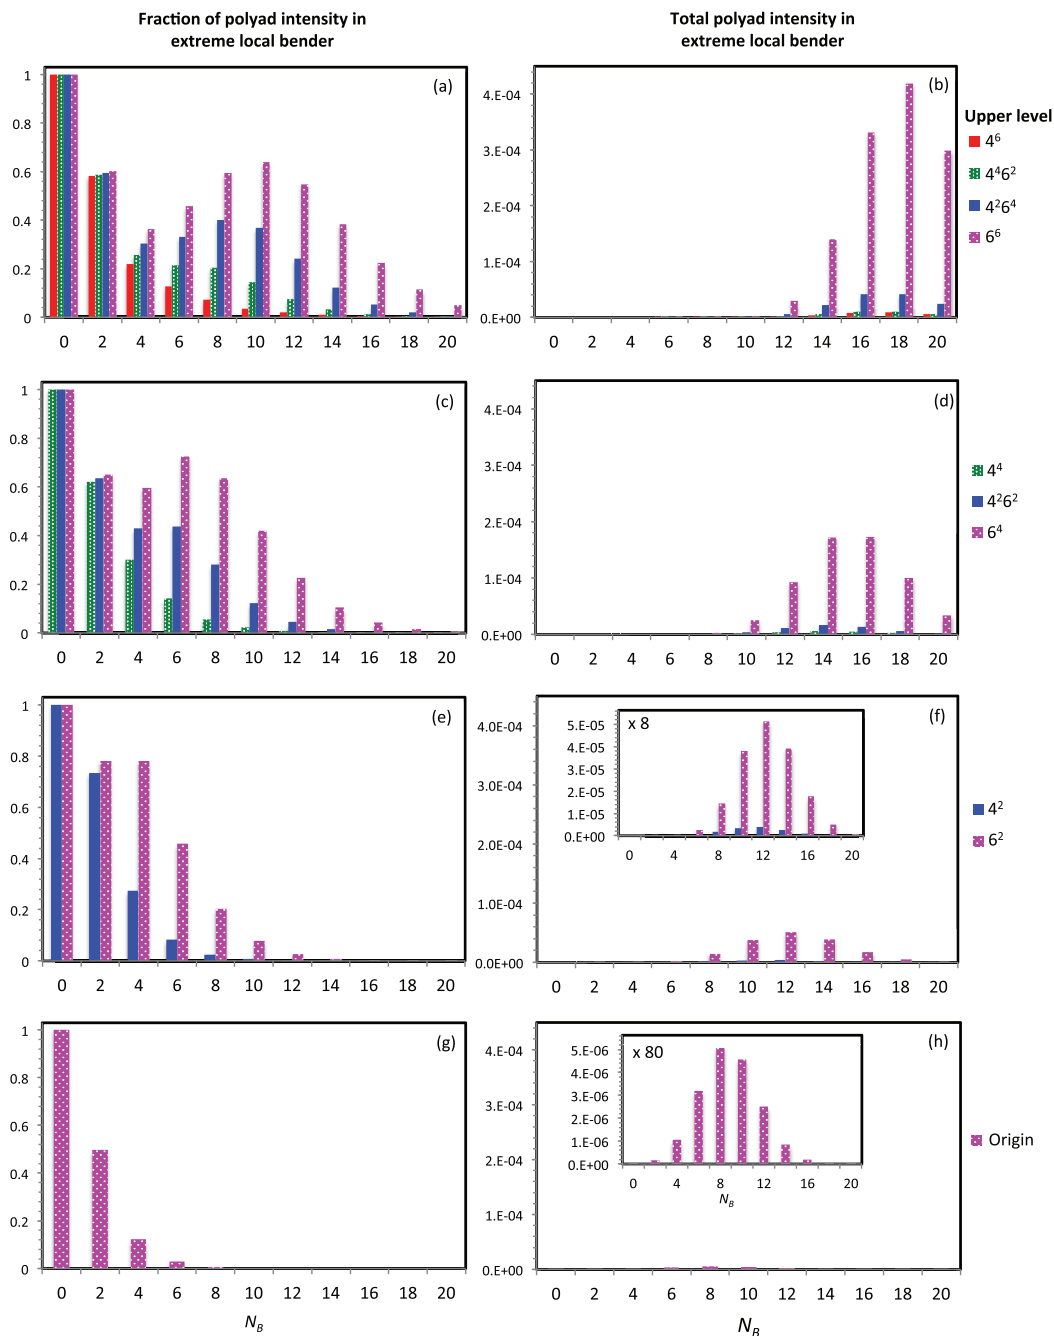 Fraction of polyad intensity in
extreme local bender
Total polyad intensity in
extreme local bender
(a)
1
0.8
0.6
0.4
0.2
0
0 2 4 6 8 10 12 14 16 18 20
(b)
4.E-04
3.E-04
2.E-04
1.E-04
0.E+00
0 2 4 6 8 10 12 14 16 18 20
Upper level
4⁶
4⁴6²
4²6⁴
6⁶
(c)
1
0.8
0.6
0.4
0.2
0
0 2 4 6 8 10 12 14 16 18 20
(d)
4.E-04
3.E-04
2.E-04
1.E-04
0.E+00
0 2 4 6 8 10 12 14 16 18 20
4⁴
4²6²
6⁴
(e)
1
0.8
0.6
0.4
0.2
0
0 2 4 6 8 10 12 14 16 18 20
(f)
4.E-04
3.E-04
2.E-04
1.E-04
0.E+00
0 2 4 6 8 10 12 14 16 18 20
x 8
5.E-05
4.E-05
3.E-05
2.E-05
1.E-05
0.E+00
0 4 8 12 16 20
4²
6²
(g)
1
0.8
0.6
0.4
0.2
0
0 2 4 6 8 10 12 14 16 18 20
N_B
(h)
4.E-04
3.E-04
2.E-04
1.E-04
0.E+00
0 2 4 6 8 10 12 14 16 18 20
N_B
x 80
5.E-06
4.E-06
3.E-06
2.E-06
1.E-06
0.E+00
0 4 8 12 16 20
N_B
Origin